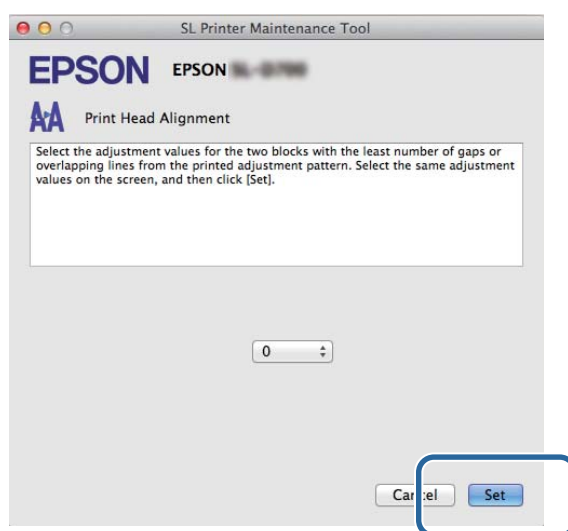 SL Printer Maintenance Tool
EPSON EPSON
Print Head Alignment
Select the adjustment values for the two blocks with the least number of gaps or
overlapping lines from the printed adjustment pattern. Select the same adjustment
values on the screen, and then click [Set].
0
Cancel Set